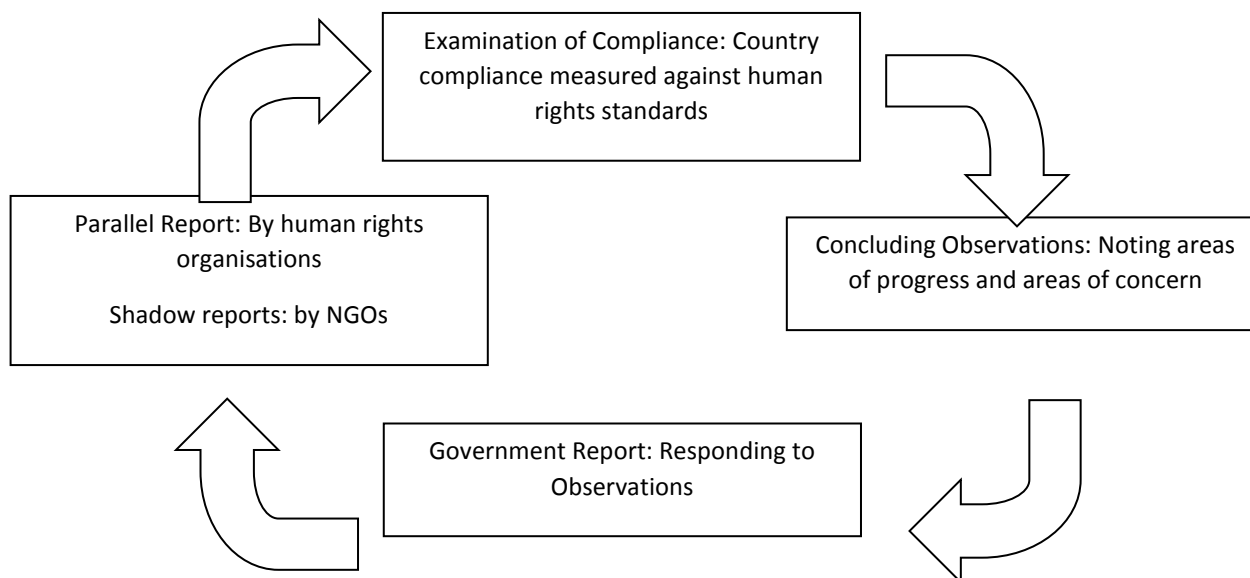 Examination of Compliance: Country
compliance measured against human
rights standards
Parallel Report: By human rights
organisations
Shadow reports: by NGOs
Concluding Observations: Noting areas
of progress and areas of concern
Government Report: Responding to
Observations